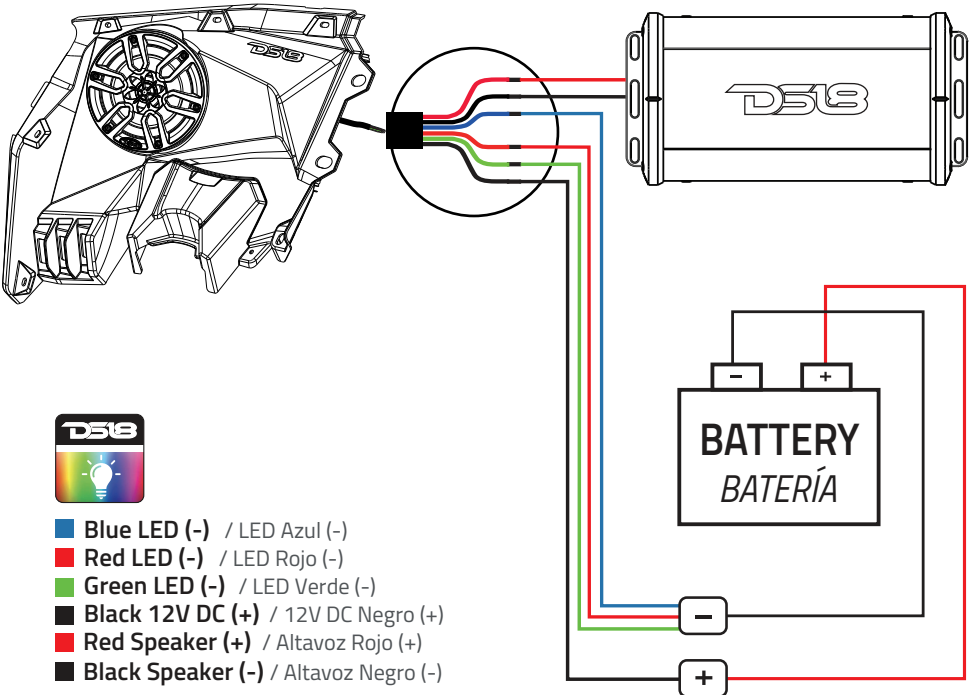 DS18
DS18
− +
BATTERY
BATERÍA
DS18
Blue LED (-) / LED Azul (-)
Red LED (-) / LED Rojo (-)
Green LED (-) / LED Verde (-)
Black 12V DC (+) / 12V DC Negro (+)
Red Speaker (+) / Altavoz Rojo (+)
Black Speaker (-) / Altavoz Negro (-)
−
+